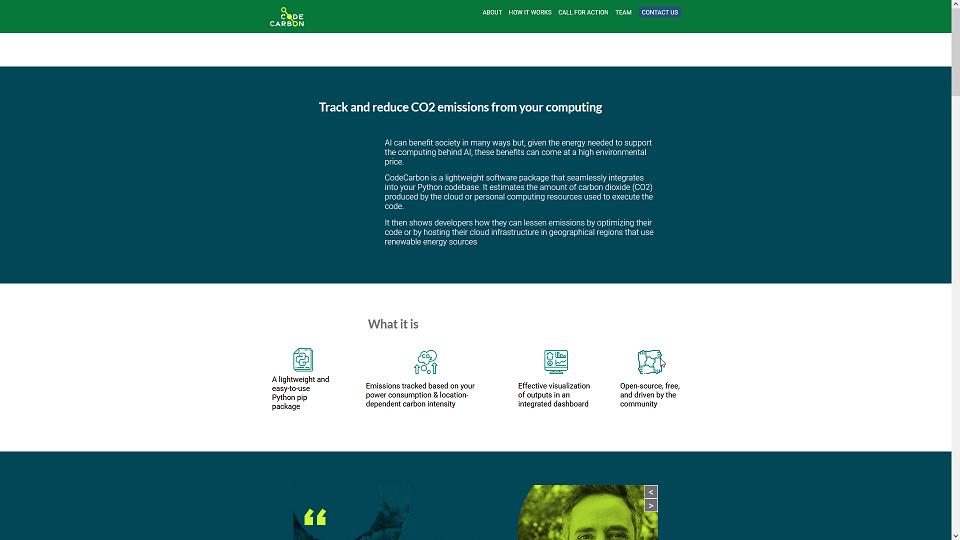 CODE
CARBON
ABOUT HOW IT WORKS CALL FOR ACTION TEAM CONTACT US
Track and reduce CO2 emissions from your computing
AI can benefit society in many ways but, given the energy needed to support
the computing behind AI, these benefits can come at a high environmental
price.
CodeCarbon is a lightweight software package that seamlessly integrates
into your Python codebase. It estimates the amount of carbon dioxide (CO2)
produced by the cloud or personal computing resources used to execute the
code.
It then shows developers how they can lessen emissions by optimizing their
code or by hosting their cloud infrastructure in geographical regions that use
renewable energy sources
What it is
CO2
A lightweight and
easy-to-use
Python pip
package
Emissions tracked based on your
power consumption & location-
dependent carbon intensity
Effective visualization
of outputs in an
integrated dashboard
Open-source, free,
and driven by the
community
“
<
>